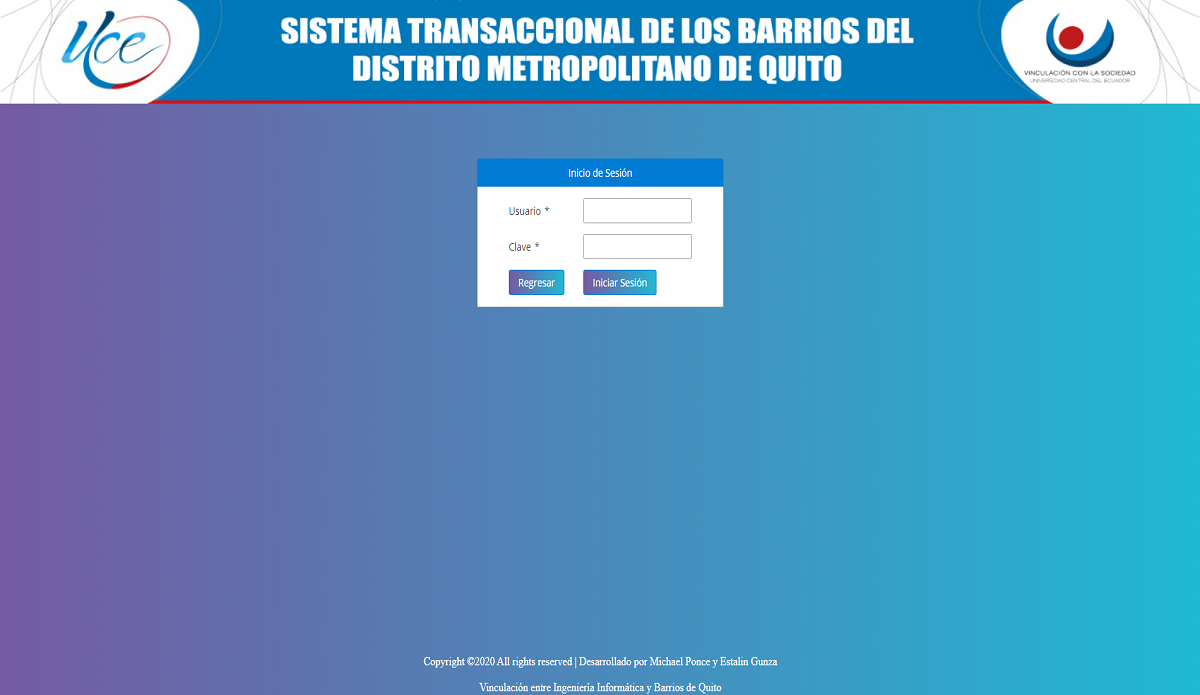 uce
SISTEMA TRANSACCIONAL DE LOS BARRIOS DEL
DISTRITO METROPOLITANO DE QUITO
VINCULACIÓN CON LA SOCIEDAD
UNIVERSIDAD CENTRAL DEL ECUADOR
Inicio de Sesión
Usuario *
Clave *
Regresar Iniciar Sesión
Copyright ©2020 All rights reserved | Desarrollado por Michael Ponce y Estalin Gunza
Vinculación entre Ingeniería Informática y Barrios de Quito